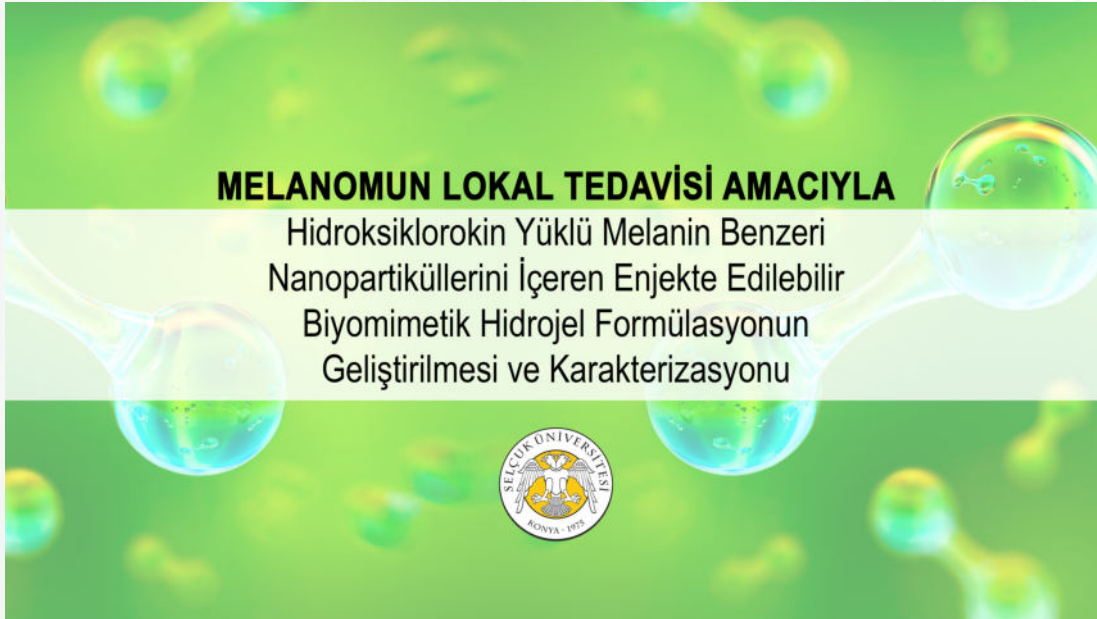 MELANOMUN LOKAL TEDAVİSİ AMACIYLA
Hidroksiklorokin Yüklü Melanin Benzeri
Nanopartiküllerini İçeren Enjekte Edilebilir
Biyomimetik Hidrojel Formülasyonun
Geliştirilmesi ve Karakterizasyonu
SELÇUK ÜNİVERSİTESİ
KONYA - 1975